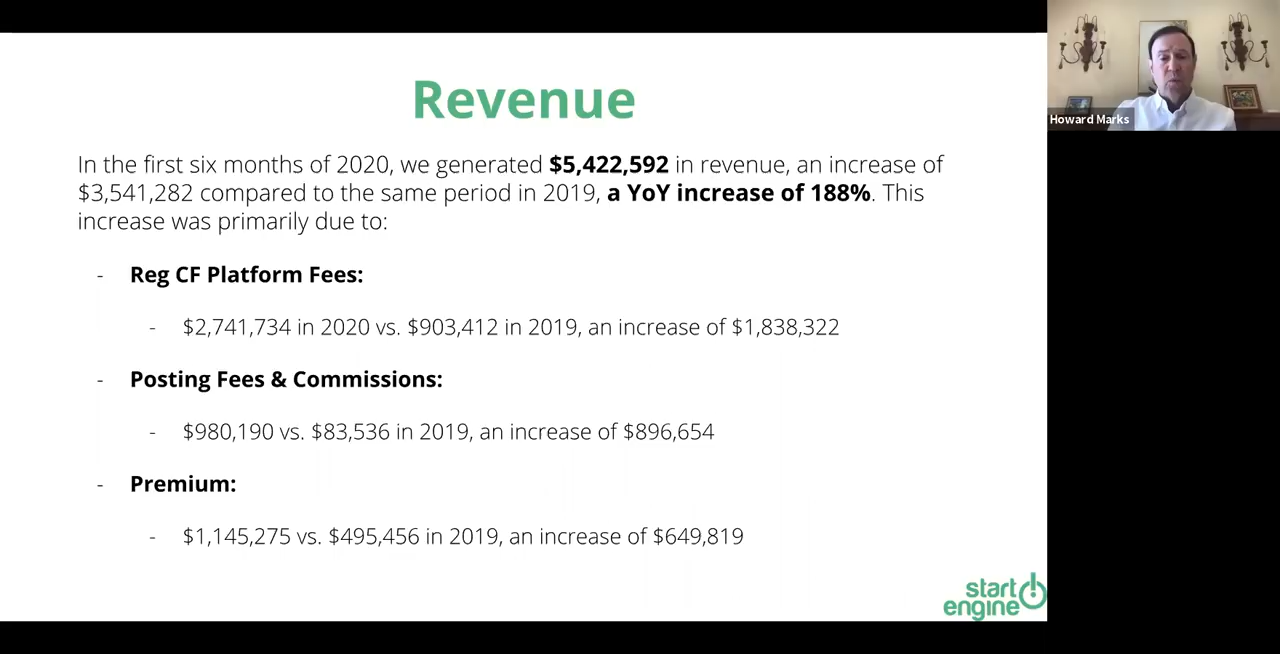 Revenue
In the first six months of 2020, we generated $5,422,592 in revenue, an increase of
$3,541,282 compared to the same period in 2019, a YoY increase of 188%. This
increase was primarily due to:
- Reg CF Platform Fees:
- $2,741,734 in 2020 vs. $903,412 in 2019, an increase of $1,838,322
- Posting Fees & Commissions:
- $980,190 vs. $83,536 in 2019, an increase of $896,654
- Premium:
- $1,145,275 vs. $495,456 in 2019, an increase of $649,819
start
engine
Howard Marks